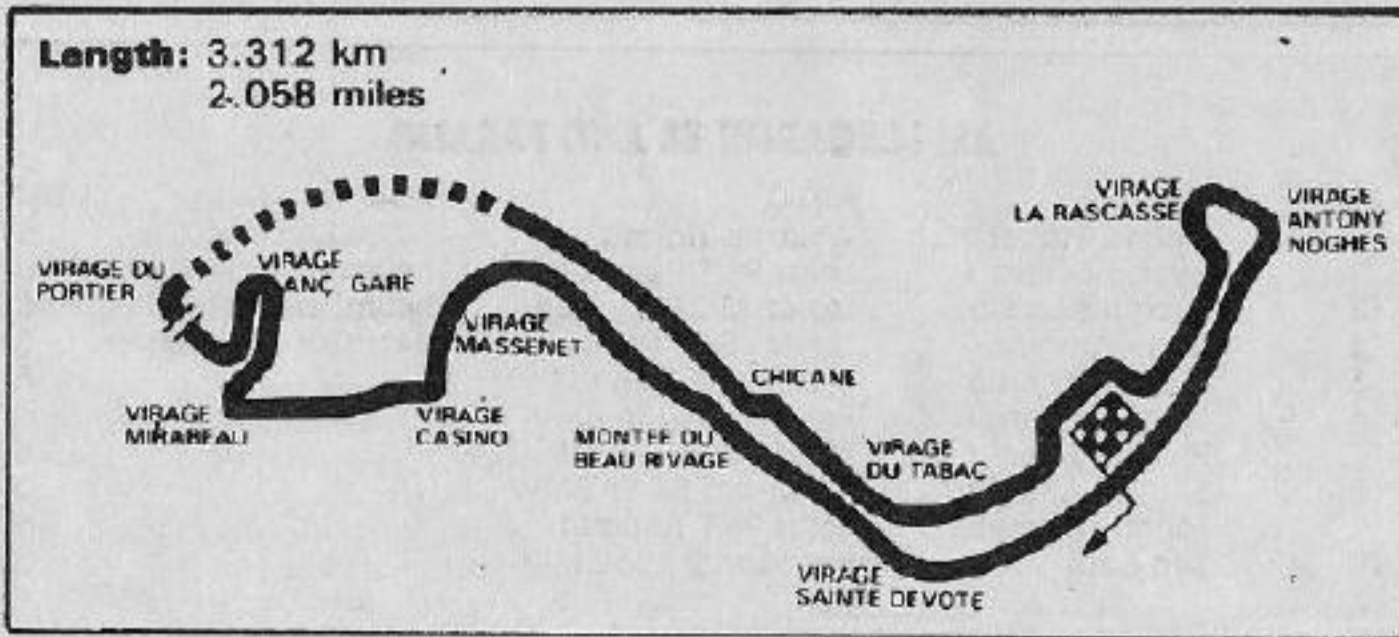 Length: 3.312 km
2.058 miles
VIRAGE
LA RASCASSE
VIRAGE
ANTONY
NOGHES
VIRAGE DU
PORTIER
VIRAGE
ANÇ. GARE
VIRAGE
MASSENET
CHICANE
VIRAGE
MIRABEAU
VIRAGE
CASINO
MONTEE DU
BEAU RIVAGE
VIRAGE
DU TABAC
VIRAGE
SAINTE DEVOTE